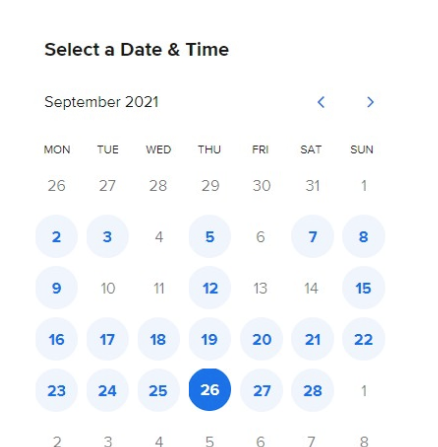 Select a Date & Time
September 2021
MON TUE WED THU FRI SAT SUN
26 27 28 29 30 31 1
2 3 4 5 6 7 8
9 10 11 12 13 14 15
16 17 18 19 20 21 22
23 24 25 26 27 28 1
2 3 4 5 6 7 8